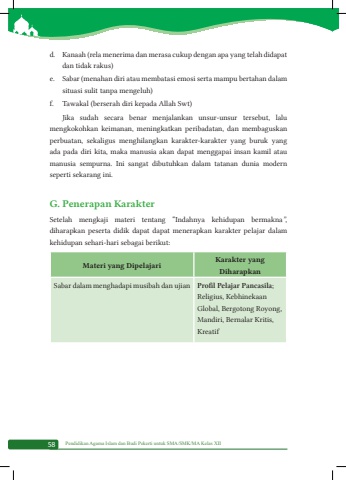 d. Kanaah (rela menerima dan merasa cukup dengan apa yang telah didapat
dan tidak rakus)
e. Sabar (menahan diri atau membatasi emosi serta mampu bertahan dalam
situasi sulit tanpa mengeluh)
f. Tawakal (berserah diri kepada Allah Swt)
Jika sudah secara benar menjalankan unsur-unsur tersebut, lalu
mengkokohkan keimanan, meningkatkan peribadatan, dan membaguskan
perbuatan, sekaligus menghilangkan karakter-karakter yang buruk yang
ada pada diri kita, maka manusia akan dapat menggapai insan kamil atau
manusia sempurna. Ini sangat dibutuhkan dalam tatanan dunia modern
seperti sekarang ini.
G. Penerapan Karakter
Setelah mengkaji materi tentang "Indahnya kehidupan bermakna",
diharapkan peserta didik dapat dapat menerapkan karakter pelajar dalam
kehidupan sehari-hari sebagai berikut:
Materi yang Dipelajari
Karakter yang
Diharapkan
Sabar dalam menghadapi musibah dan ujian
Profil Pelajar Pancasila;
Religius, Kebhinekaan
Global, Bergotong Royong,
Mandiri, Bernalar Kritis,
Kreatif
58 Pendidikan Agama Islam dan Budi Pekerti untuk SMA/SMK/MA Kelas XII